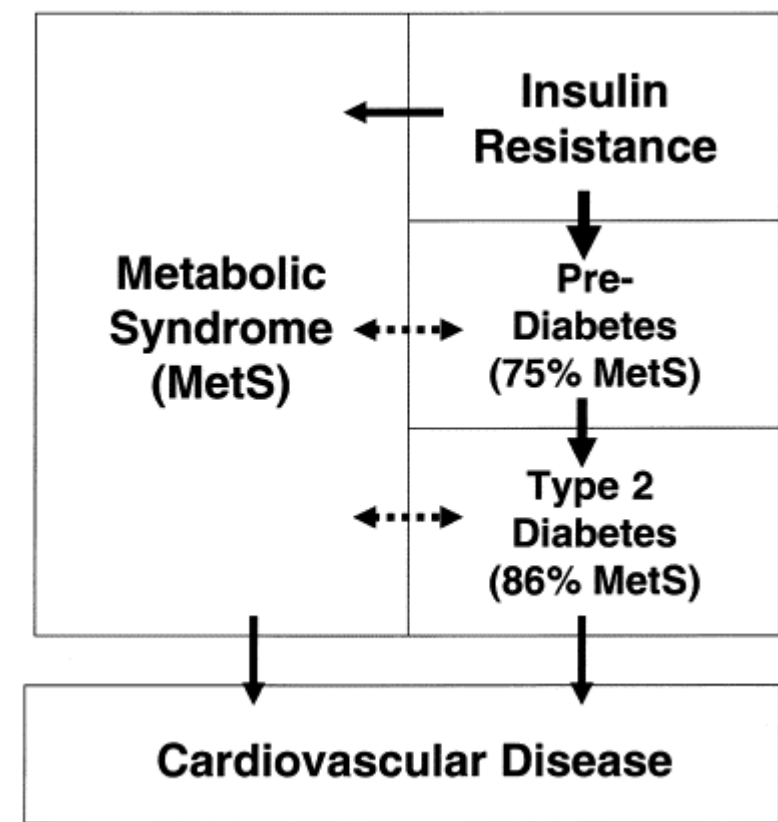 Insulin
Resistance
Metabolic
Syndrome
(MetS)
Pre-
Diabetes
(75% MetS)
Type 2
Diabetes
(86% MetS)
Cardiovascular Disease